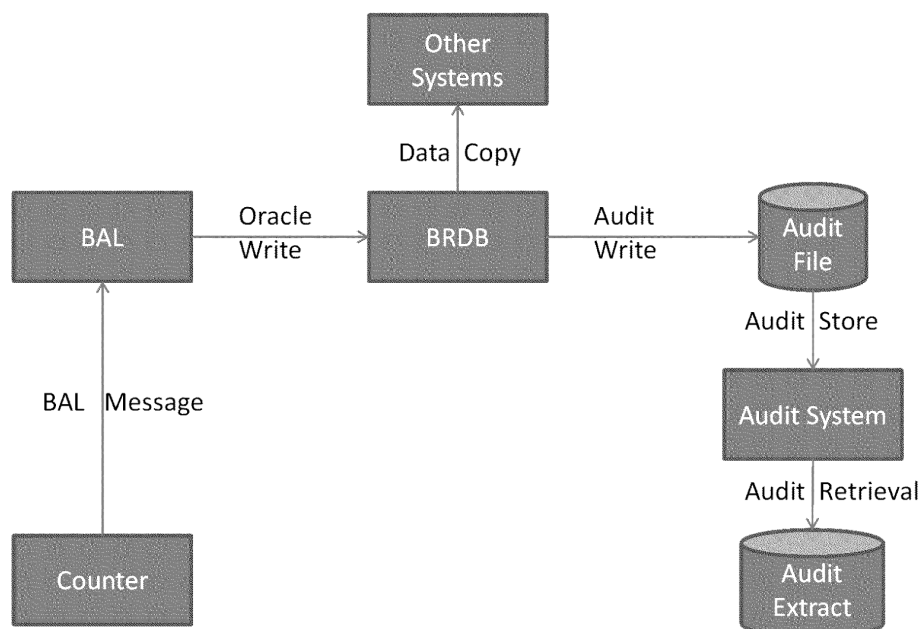 Other
Systems
Data Copy
BAL
Oracle
Write
BRDB
Audit
Write
Audit
File
Audit Store
BAL Message
Audit System
Audit Retrieval
Counter
Audit
Extract